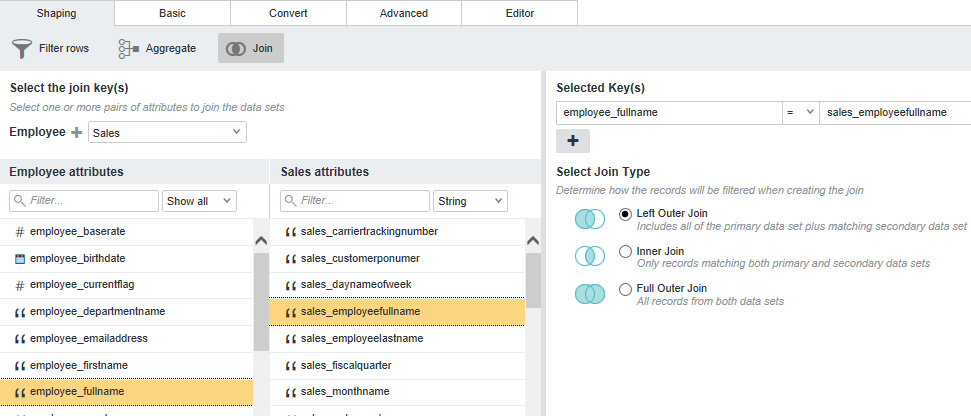 Shaping
Basic
Convert
Advanced
Editor
Filter rows
Aggregate
Join
Select the join key(s)
Select one or more pairs of attributes to join the data sets
Employee
Sales
Employee attributes
Sales attributes
Filter...
Show all
Filter...
String
employee_baserate
employee_birthdate
employee_currentflag
employee_departmentname
employee_emailaddress
employee_firstname
employee_fullname
sales_carriertrackingnumber
sales_customerponumer
sales_daynameofweek
sales_employeefullname
sales_employeelastname
sales_fiscalquarter
sales_monthname
Selected Key(s)
employee_fullname
=
sales_employeefullname
+
Select Join Type
Determine how the records will be filtered when creating the join
Left Outer Join
Includes all of the primary data set plus matching secondary data set
Inner Join
Only records matching both primary and secondary data sets
Full Outer Join
All records from both data sets